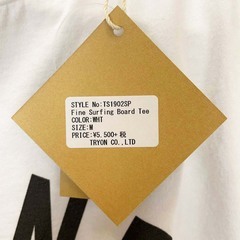 STYLE No:TS1902SP
Fine Surfing Board Tee
COLOR:WHT
SIZE:M
PRICE:¥5,500+税
TRYON CO.,LTD